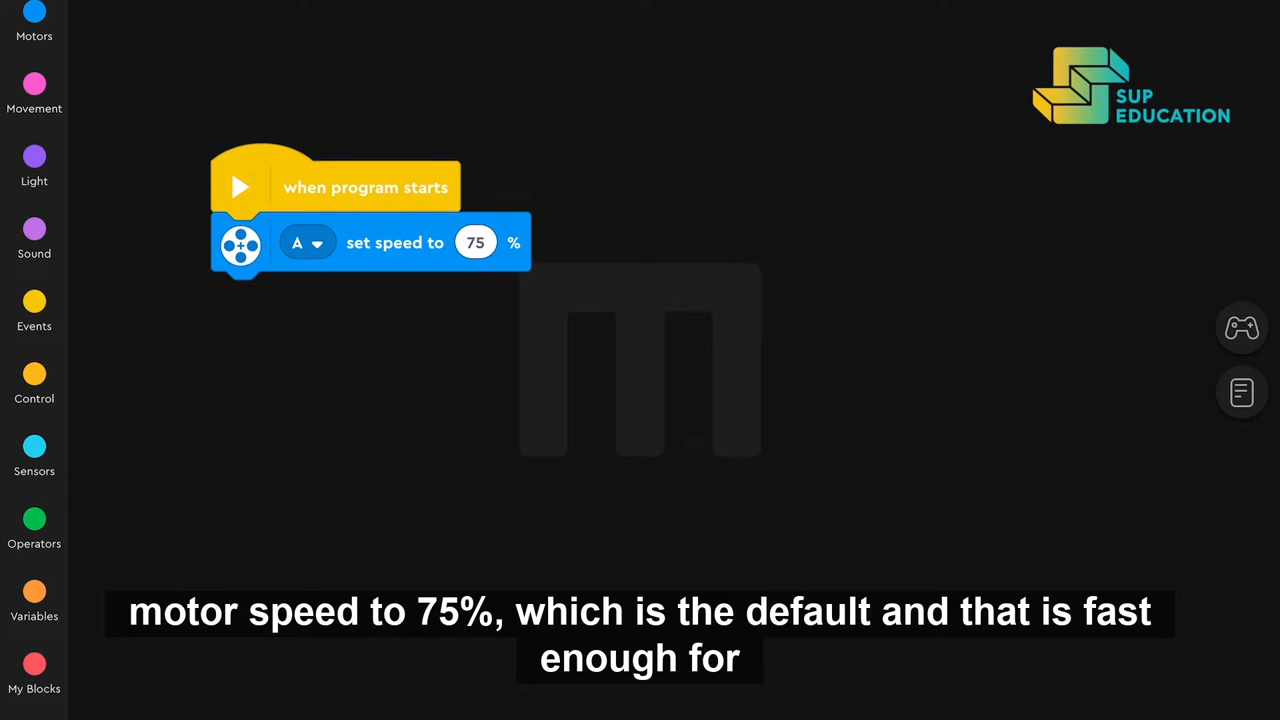 Motors
Movement
Light
Sound
Events
Control
Sensors
Operators
Variables
My Blocks
when program starts
A set speed to 75 %
SUP
EDUCATION
motor speed to 75%, which is the default and that is fast
enough for